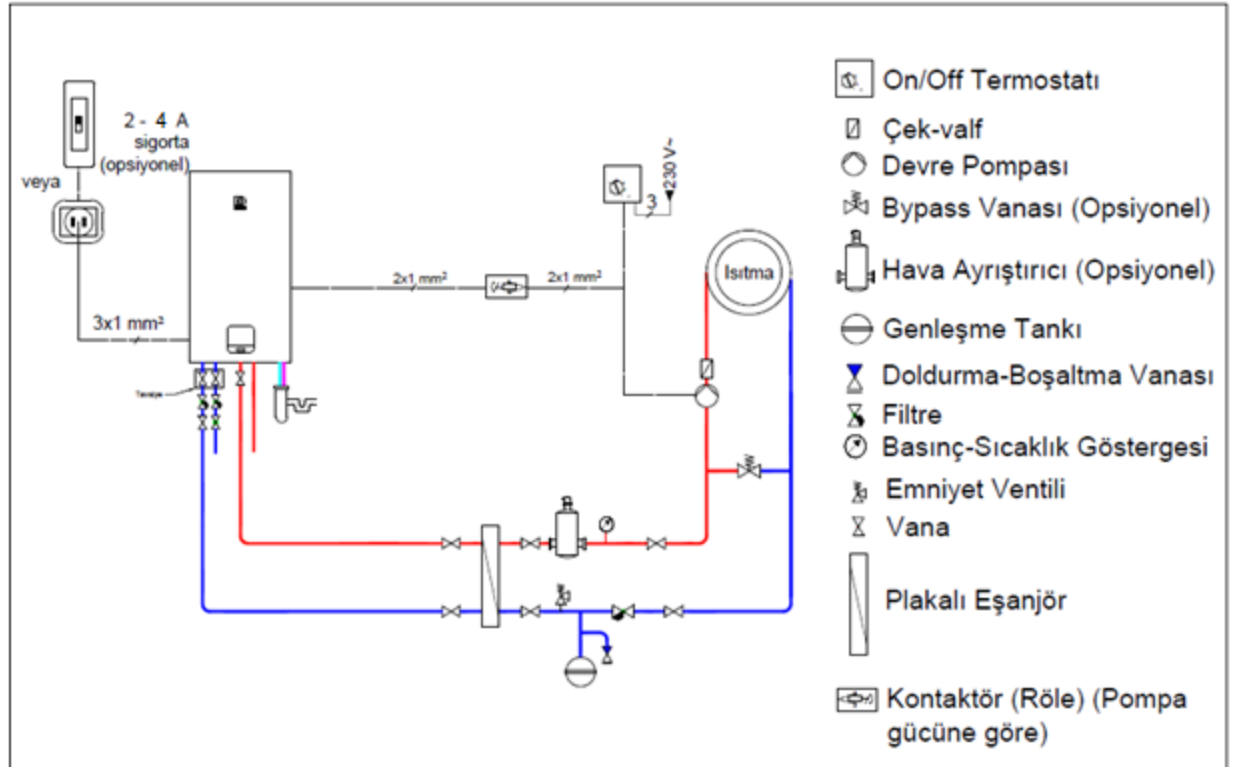 2 - 4 A
sigorta
(opsiyonel)
veya
3x1 mm²
2x1 mm²
2x1 mm²
3
230 V~
Isıtma
On/Off Termostatı
Çek-valf
Devre Pompası
Bypass Vanası (Opsiyonel)
Hava Ayrıştırıcı (Opsiyonel)
Genleşme Tankı
Doldurma-Boşaltma Vanası
Filtre
Basınç-Sıcaklık Göstergesi
Emniyet Ventili
Vana
Plakalı Eşanjör
Kontaktör (Röle) (Pompa
gücüne göre)